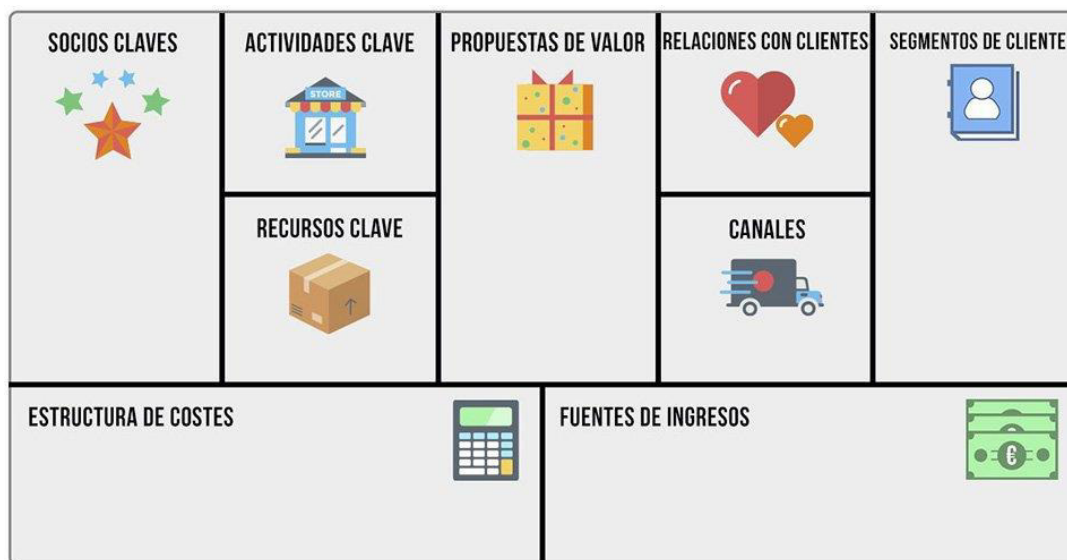 SOCIOS CLAVES
ACTIVIDADES CLAVE
STORE
PROPUESTAS DE VALOR
RELACIONES CON CLIENTES
SEGMENTOS DE CLIENTE
RECURSOS CLAVE
CANALES
ESTRUCTURA DE COSTES
FUENTES DE INGRESOS
€